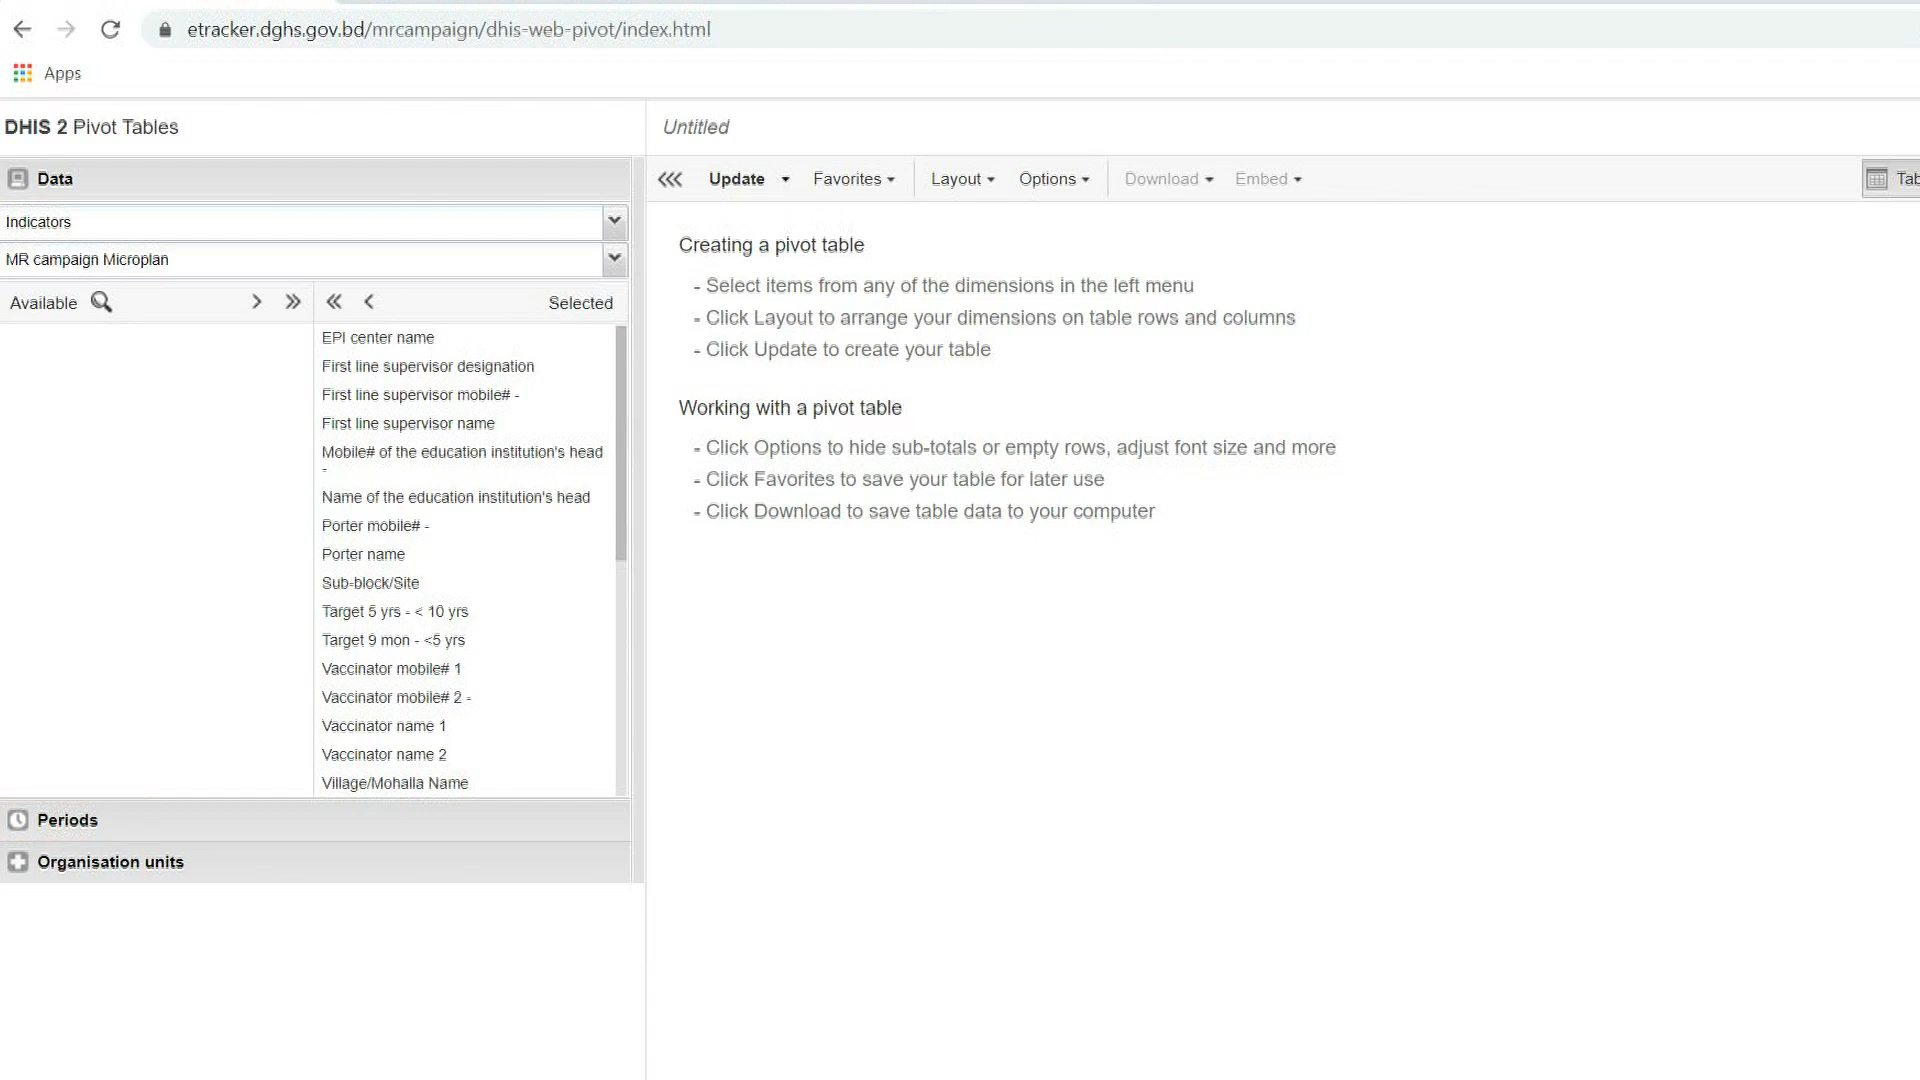 etracker.dghs.gov.bd/mrcampaign/dhis-web-pivot/index.html
Apps
DHIS 2 Pivot Tables
Untitled
Data
Update
Favorites
Layout
Options
Download
Embed
Indicators
MR campaign Microplan
Available
Selected
EPI center name
First line supervisor designation
First line supervisor mobile# -
First line supervisor name
Mobile# of the education institution's head
-
Name of the education institution's head
Porter mobile# -
Porter name
Sub-block/Site
Target 5 yrs - < 10 yrs
Target 9 mon - <5 yrs
Vaccinator mobile# 1
Vaccinator mobile# 2 -
Vaccinator name 1
Vaccinator name 2
Village/Mohalla Name
Periods
Organisation units
Creating a pivot table
- Select items from any of the dimensions in the left menu
- Click Layout to arrange your dimensions on table rows and columns
- Click Update to create your table
Working with a pivot table
- Click Options to hide sub-totals or empty rows, adjust font size and more
- Click Favorites to save your table for later use
- Click Download to save table data to your computer